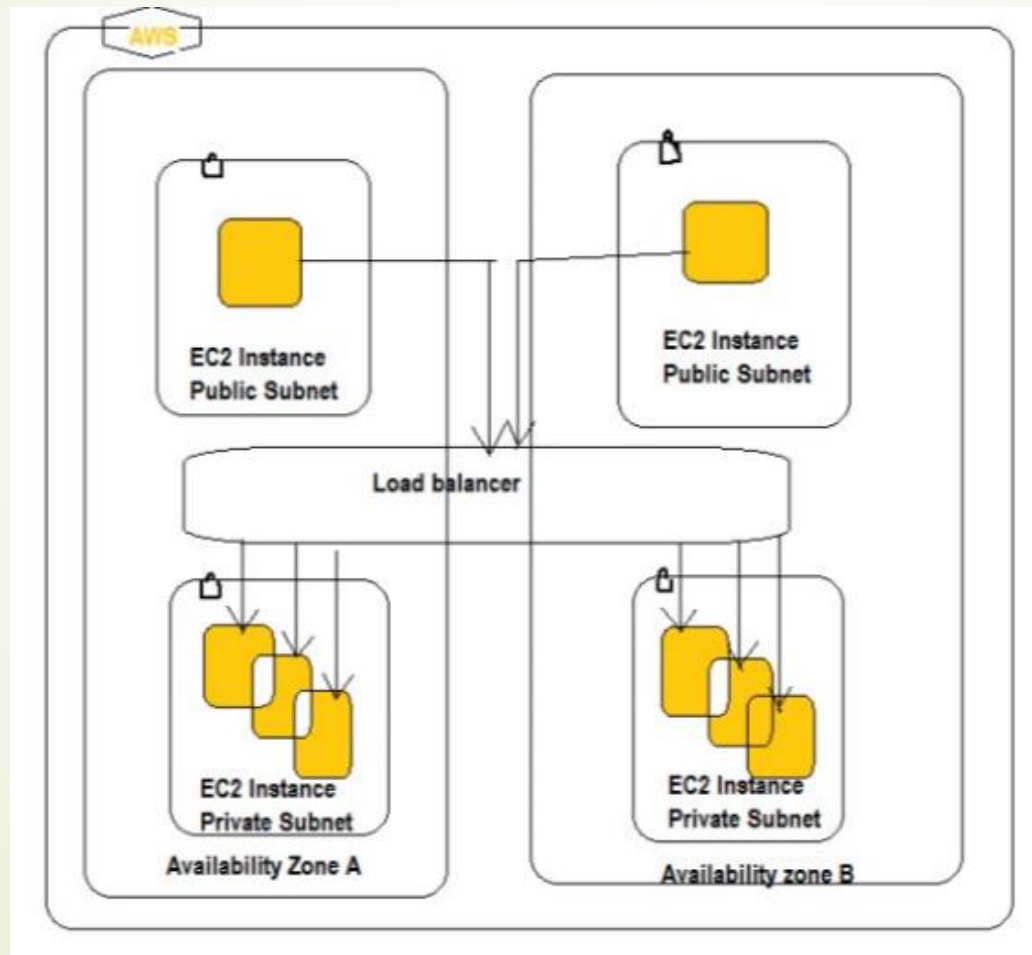 AWS
EC2 Instance
Public Subnet
EC2 Instance
Public Subnet
Load balancer
EC2 Instance
Private Subnet
Availability Zone A
EC2 Instance
Private Subnet
Availability zone B